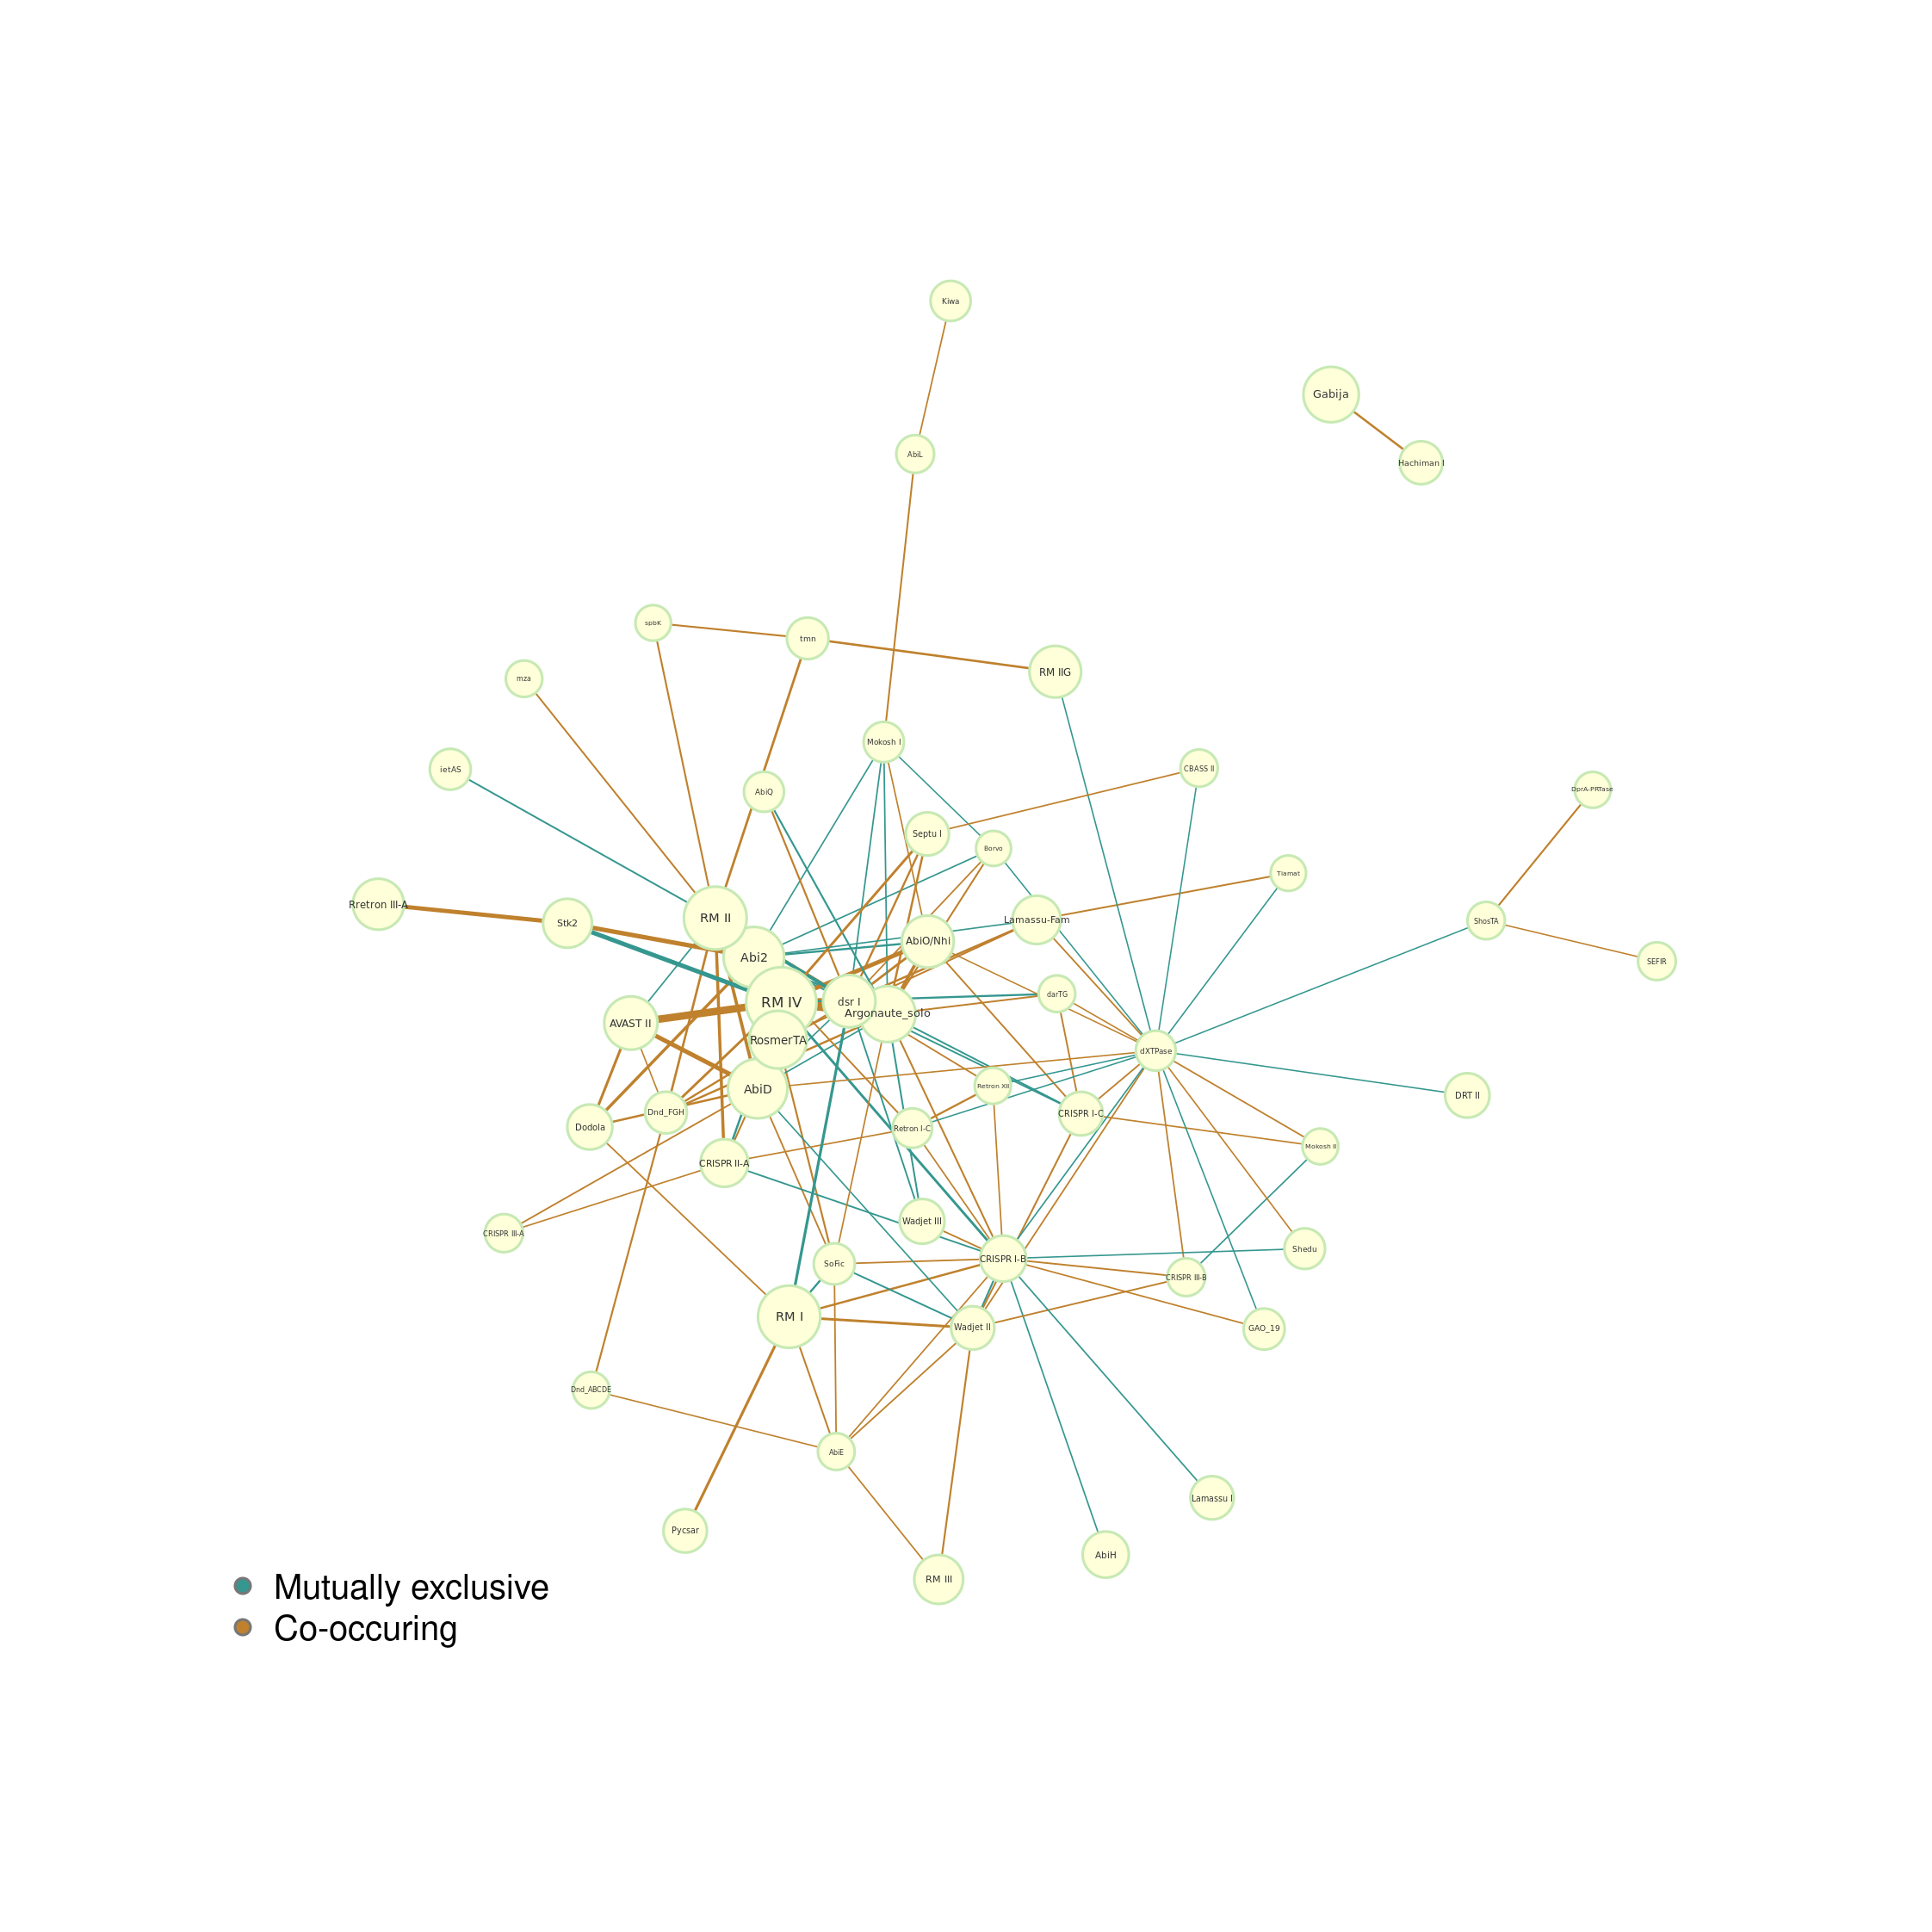 Kiwa
Gabija
AbiL
Hachiman I
spbK
tmn
RM IIG
mza
Mokosh I
ietAS
CBASS II
AbiQ
DprA-PRTase
Septu I
Borvo
Tiamat
Rretron III-A
RM II
Stk2
Lamassu-Fam
ShosTA
AbiO/Nhi
Abi2
SEFIR
darTG
RM IV
dsr I
Argonaute_solo
AVAST II
RosmerTA
dXTPase
Retron XII
AbiD
DRT II
Dnd_FGH
CRISPR I-C
Dodola
Retron I-C
Mokosh II
CRISPR II-A
Wadjet III
CRISPR III-A
Shedu
CRISPR I-B
SoFic
CRISPR III-B
RM I
Wadjet II
GAO_19
Dnd_ABCDE
AbiE
Lamassu I
Pycsar
AbiH
RM III
Mutually exclusive
Co-occuring